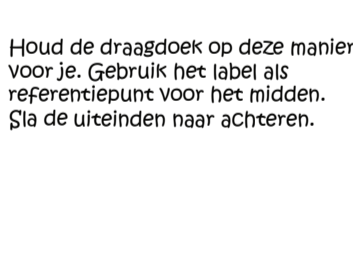 Houd de draagdoek op deze manier
voor je. Gebruik het label als
referentiepunt voor het midden.
Sla de uiteinden naar achteren.